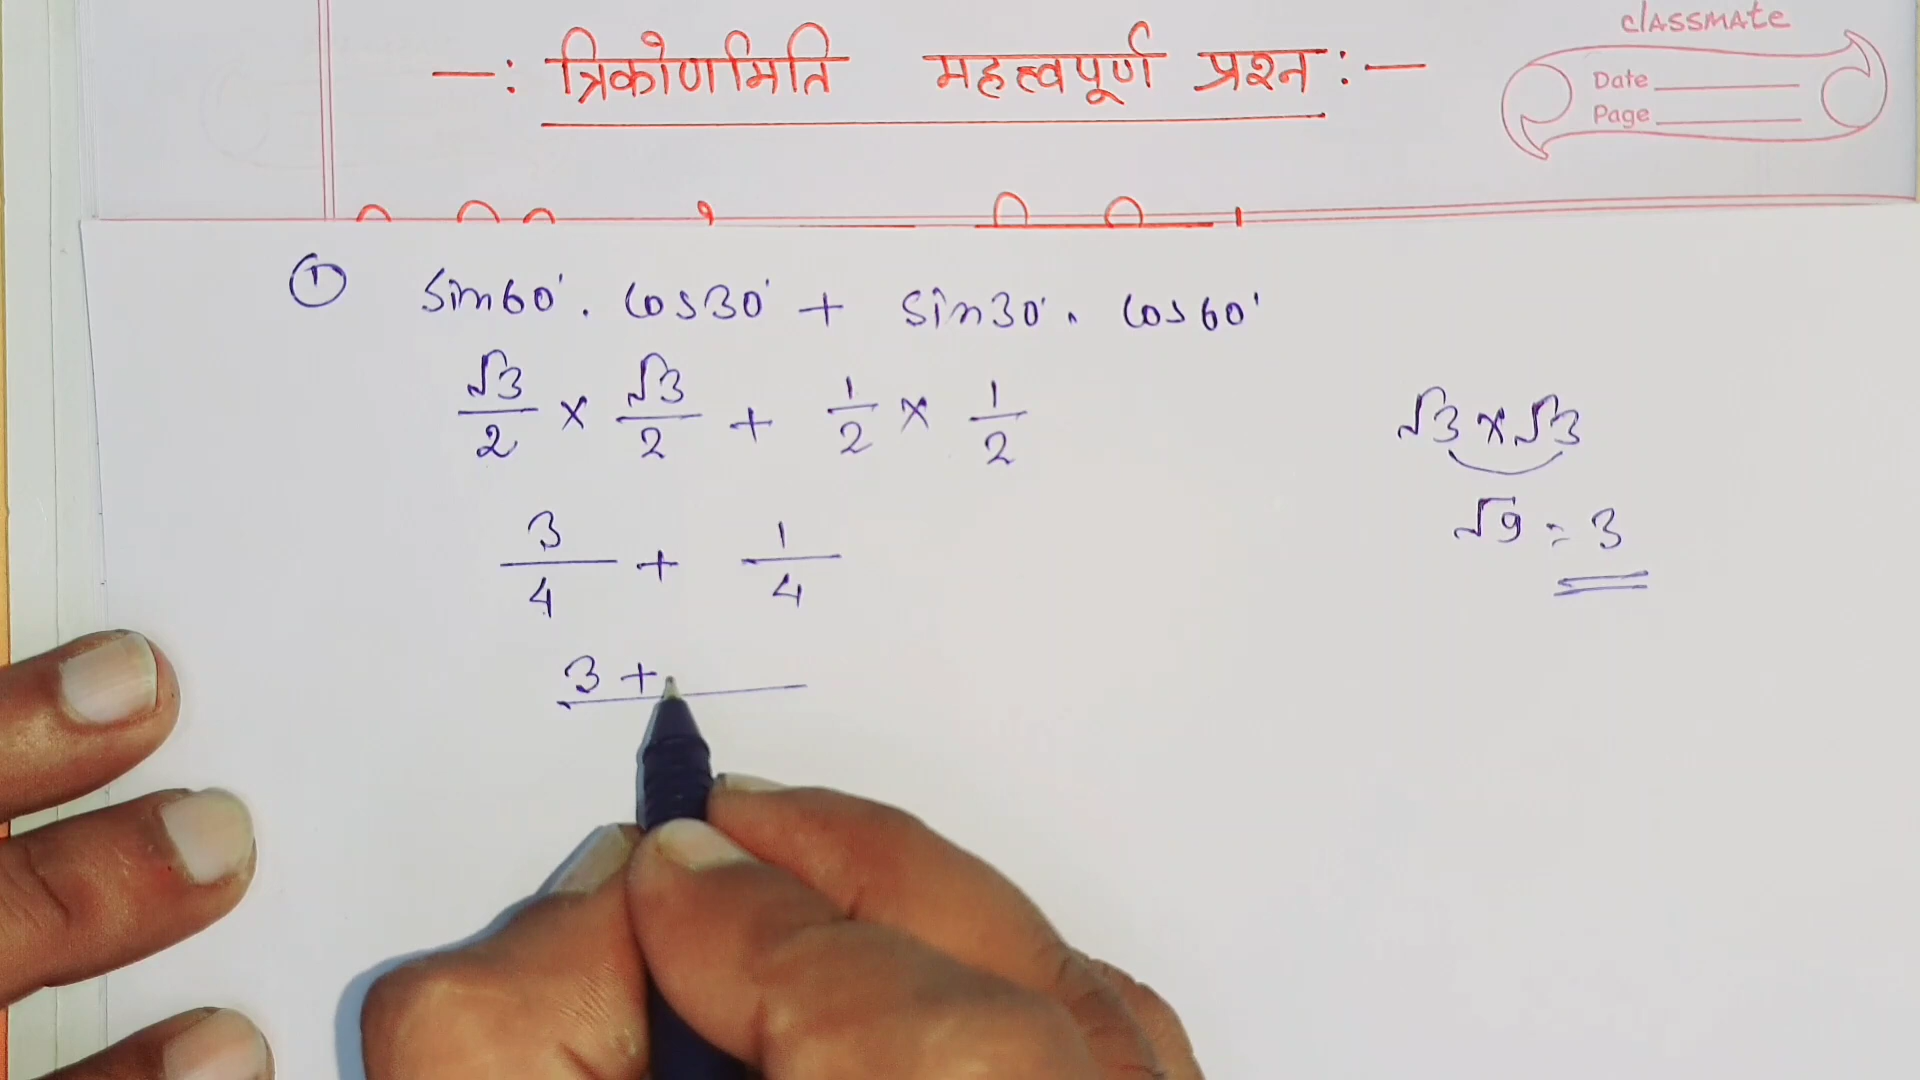 classmate
Date
Page
—: त्रिकोणमिति महत्वपूर्ण प्रश्न :—
① sin60° . cos30° + sin30° . cos60°
√3/2 × √3/2 + 1/2 × 1/2
√3 × √3
√9 = 3
3/4 + 1/4
3 +